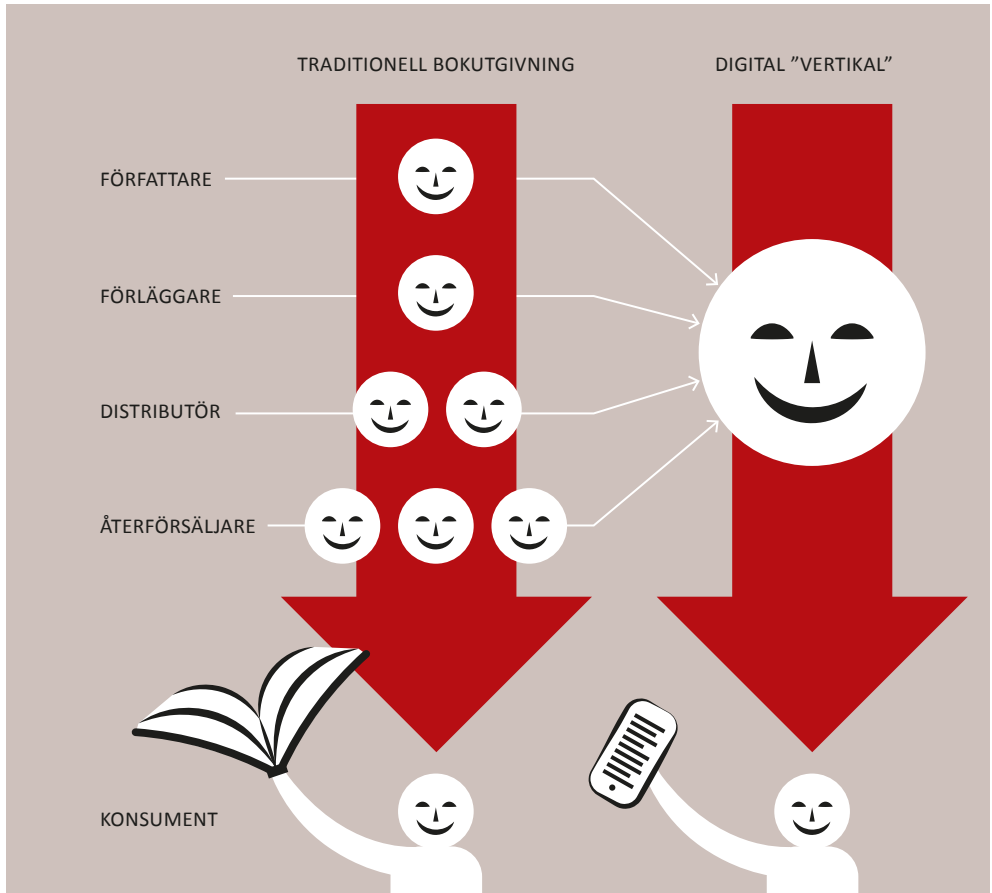 TRADITIONELL BOKUTGIVNING
DIGITAL ”VERTIKAL”
FÖRFATTARE
FÖRLÄGGARE
DISTRIBUTÖR
ÅTERFÖRSÄLJARE
KONSUMENT